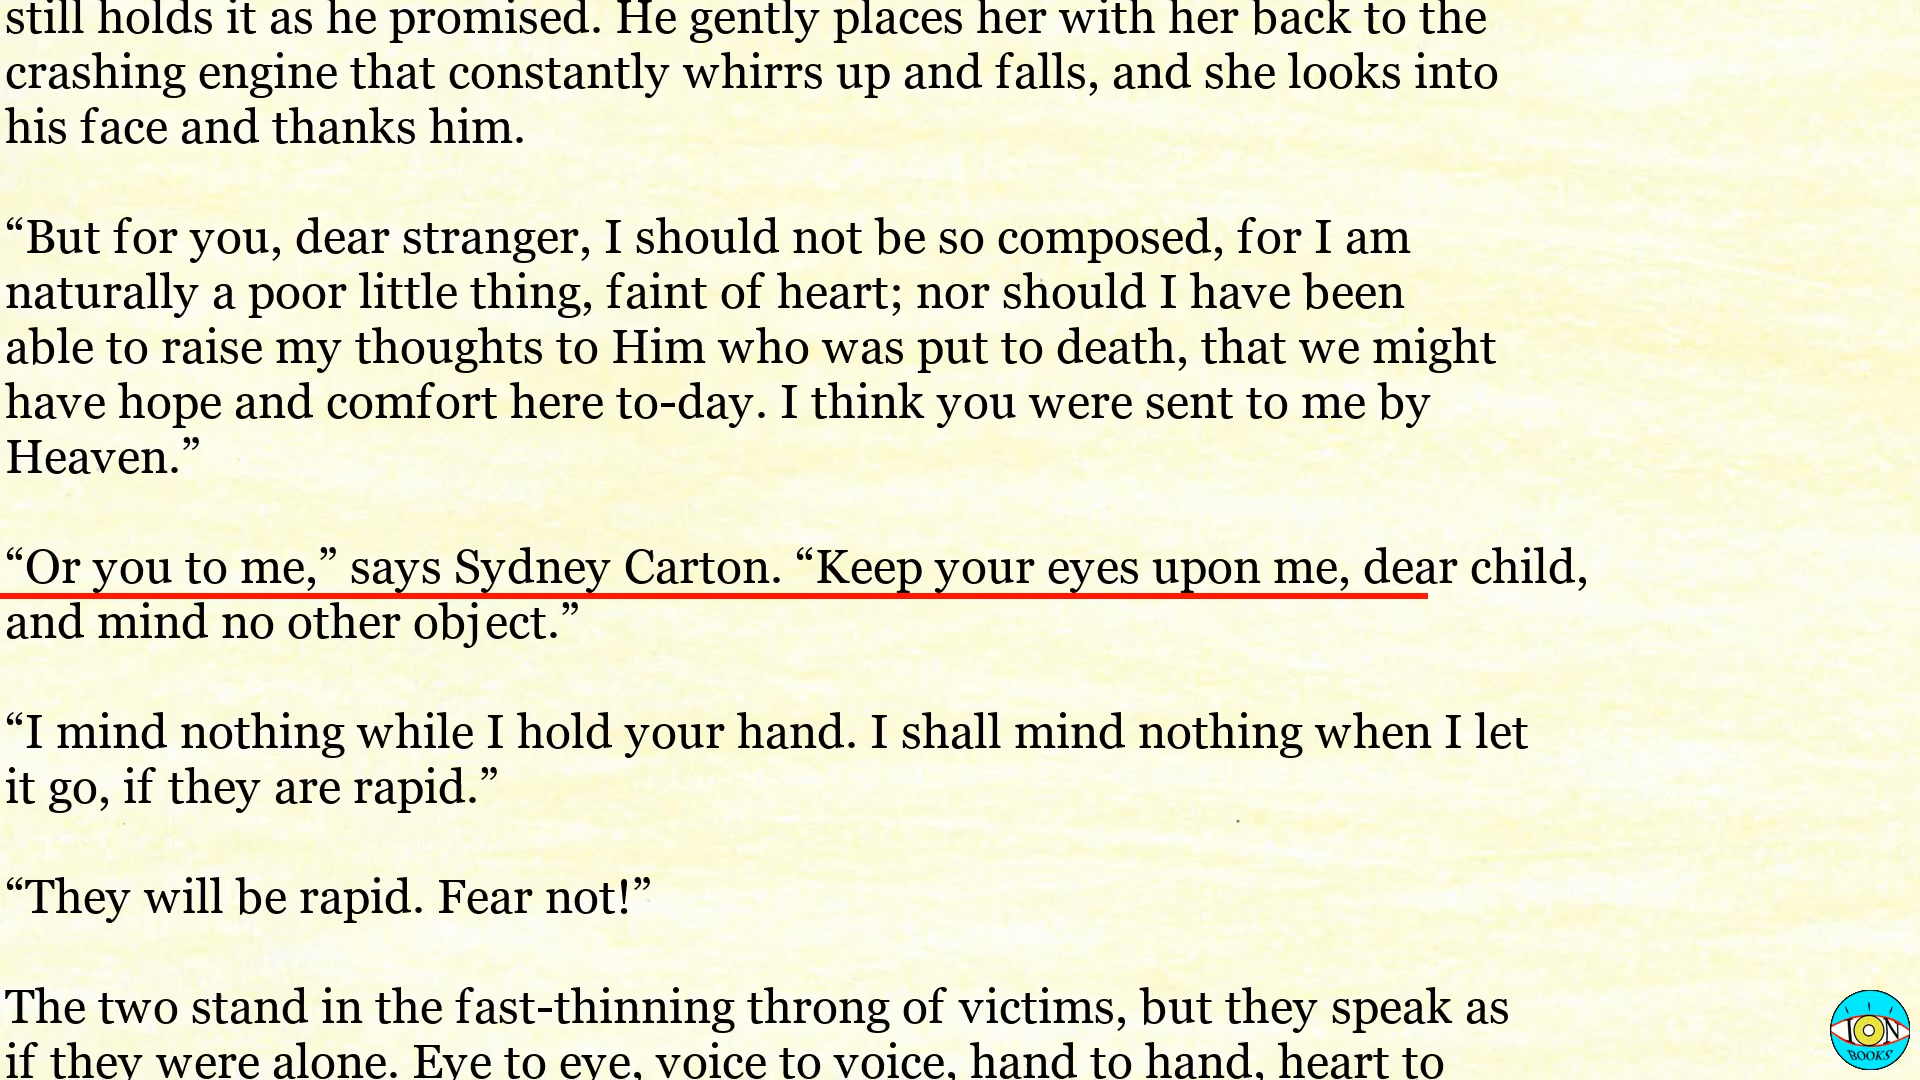 still holds it as he promised. He gently places her with her back to the
crashing engine that constantly whirrs up and falls, and she looks into
his face and thanks him.
“But for you, dear stranger, I should not be so composed, for I am
naturally a poor little thing, faint of heart; nor should I have been
able to raise my thoughts to Him who was put to death, that we might
have hope and comfort here to-day. I think you were sent to me by
Heaven.”
“Or you to me,” says Sydney Carton. “Keep your eyes upon me, dear child,
and mind no other object.”
“I mind nothing while I hold your hand. I shall mind nothing when I let
it go, if they are rapid.”
“They will be rapid. Fear not!”
The two stand in the fast-thinning throng of victims, but they speak as
if they were alone. Eye to eye, voice to voice, hand to hand, heart to
ION
BOOKS